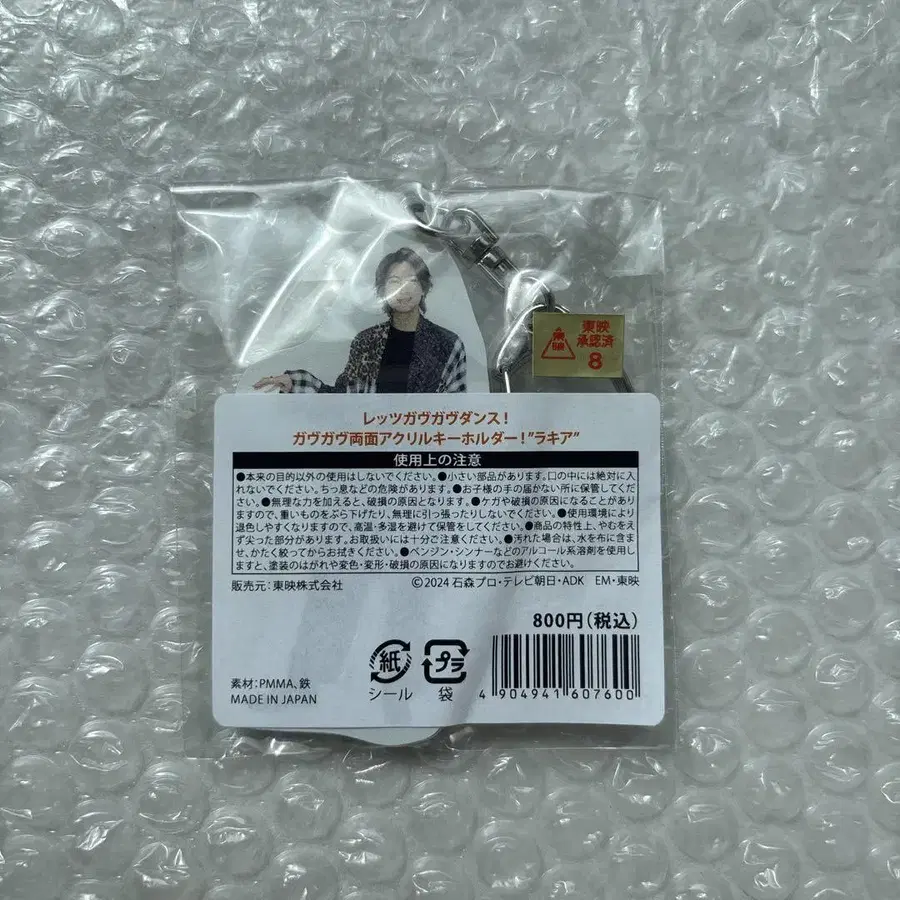 東映
東映
承認済
8
レッツガヴガヴダンス！
ガヴガヴ両面アクリルキーホルダー！"ラキア"
使用上の注意
●本来の目的以外の使用はしないでください。●小さい部品があります。口の中には絶対に入
れないでください。ちっ息などの危険があります。●お子様の手の届かない所に保管してくだ
さい。●無理な力を加えると、破損の原因となります。●ケガや破損の原因になることがあり
ますので、重いものをぶら下げたり、無理に引っ張ったりしないでください。●使用環境により
退色しやすくなりますので、高温・多湿を避けて保管をしてください。●商品の特性上、やむをえ
ず尖った部分があります。お取扱いには十分ご注意ください。●汚れた場合は、水を布に含ま
せ、かたく絞ってからお拭きください。●ベンジン・シンナーなどのアルコール系溶剤を使用し
ますと、塗装のはがれや変色・変形・破損の原因になりますのでお避けください。
販売元：東映株式会社
©2024 石森プロ・テレビ朝日・ADK EM・東映
800円（税込）
紙
シール
プラ
袋
4 904941 607600
素材：PMMA、鉄
MADE IN JAPAN